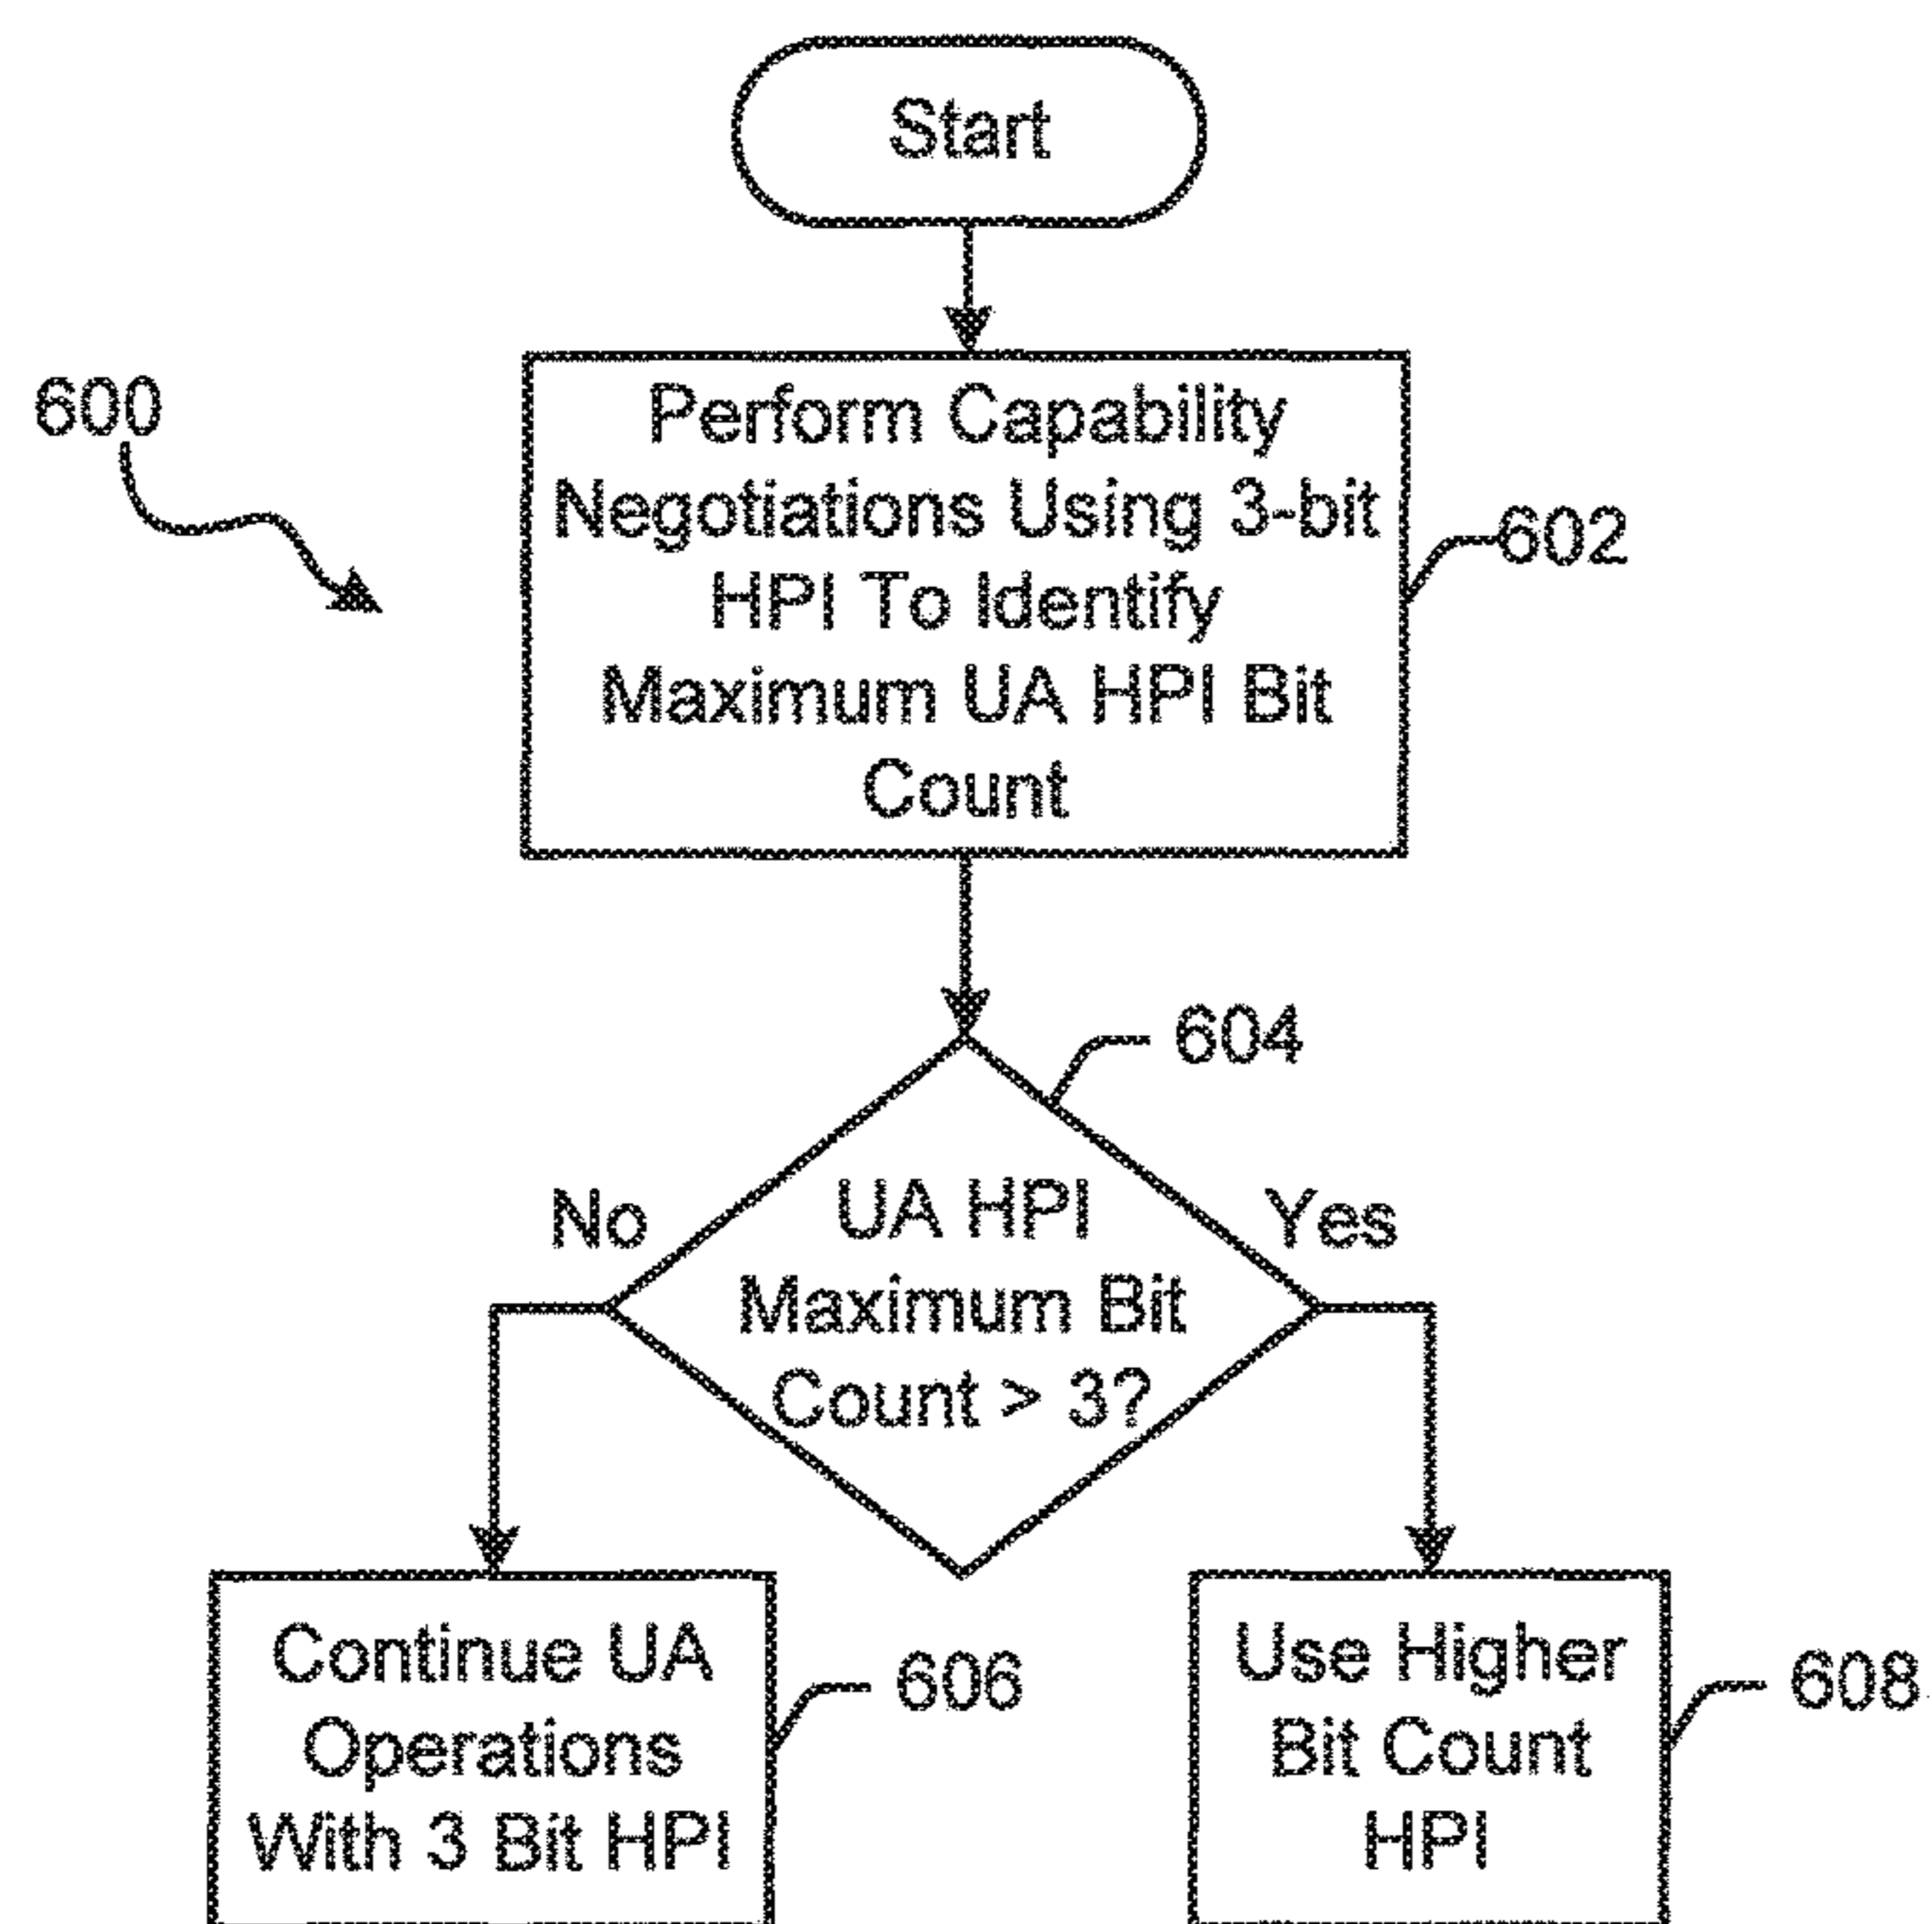 Start
600
Perform Capability
Negotiations Using 3-bit
HPI To Identify
Maximum UA HPI Bit
Count
602
604
No
Yes
UA HPI
Maximum Bit
Count > 3?
Continue UA
Operations
With 3 Bit HPI
606
Use Higher
Bit Count
HPI
608